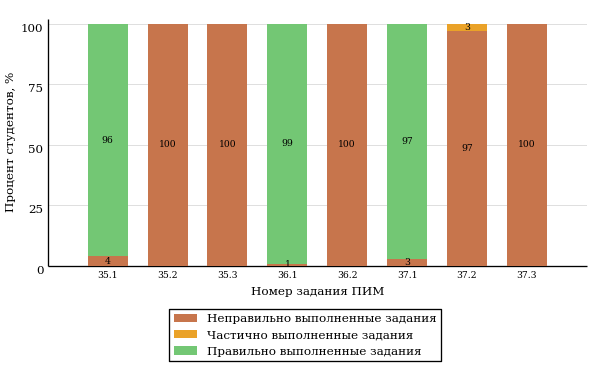 100
75
50
25
0
Процент студентов, %
96
4
100
100
99
1
100
97
3
3
97
100
35.1 35.2 35.3 36.1 36.2 37.1 37.2 37.3
Номер задания ПИМ
Неправильно выполненные задания
Частично выполненные задания
Правильно выполненные задания